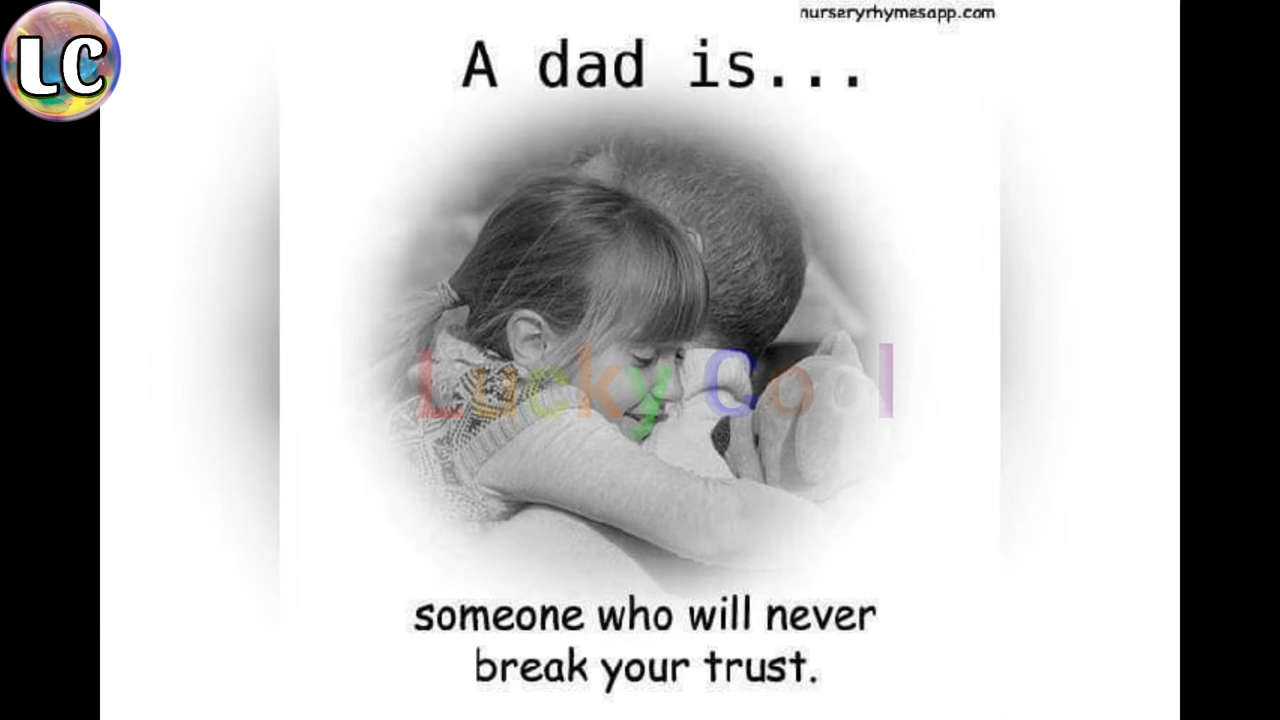 nurseryrhymesapp.com
LC
A dad is...
Lucky Cool
someone who will never
break your trust.